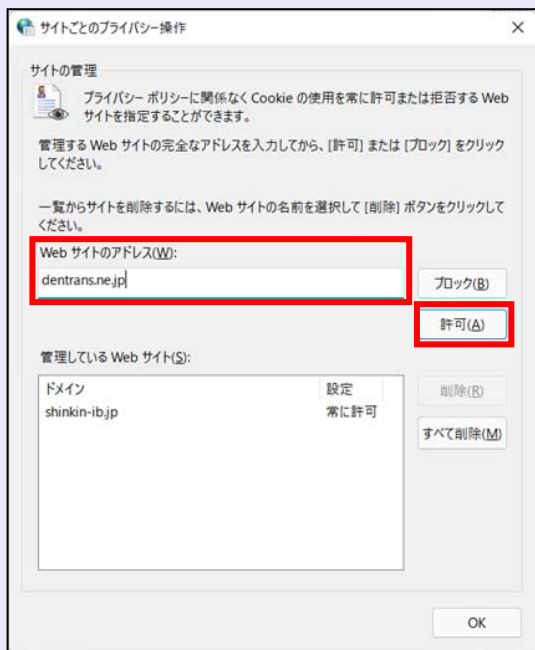 サイトごとのプライバシー操作
サイトの管理
プライバシー ポリシーに関係なく Cookie の使用を常に許可または拒否する Web
サイトを指定することができます。
管理する Web サイトの完全なアドレスを入力してから、[許可] または [ブロック] をクリック
してください。
一覧からサイトを削除するには、Web サイトの名前を選択して [削除] ボタンをクリックして
ください。
Web サイトのアドレス(W):
dentrans.ne.jp
ブロック(B)
許可(A)
管理している Web サイト(S):
ドメイン 設定
shinkin-ib.jp 常に許可
削除(R)
すべて削除(M)
OK